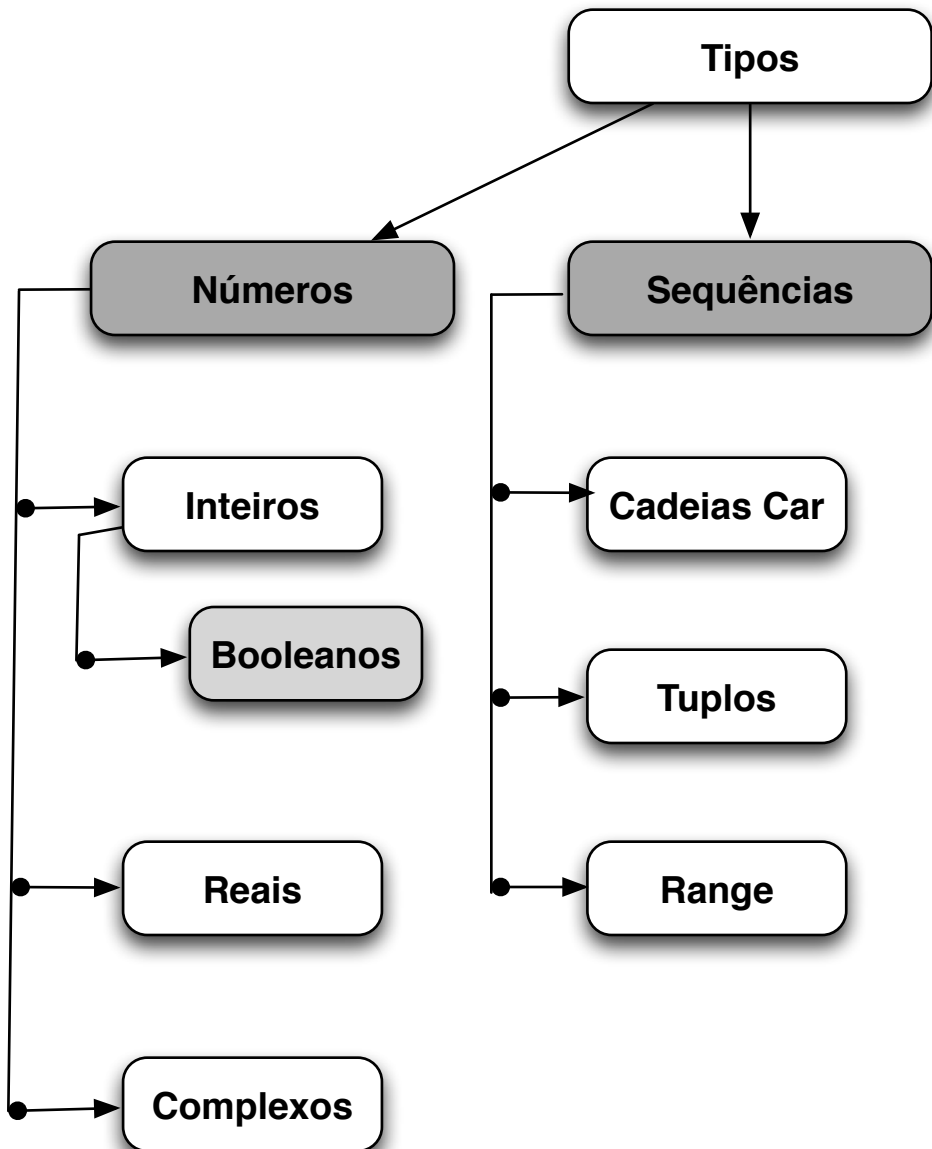 Tipos
Números
Sequências
Inteiros
Cadeias Car
Booleanos
Tuplos
Reais
Range
Complexos